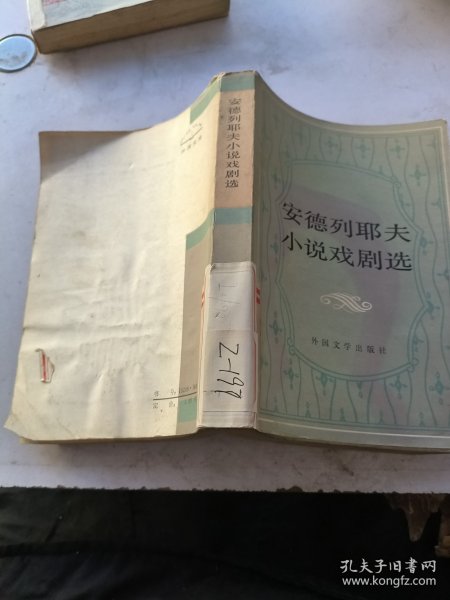 安德列耶夫小说戏剧选
安德列耶夫
小说戏剧选
外国文学出版社
Z-197
孔夫子旧书网
www.kongfz.com